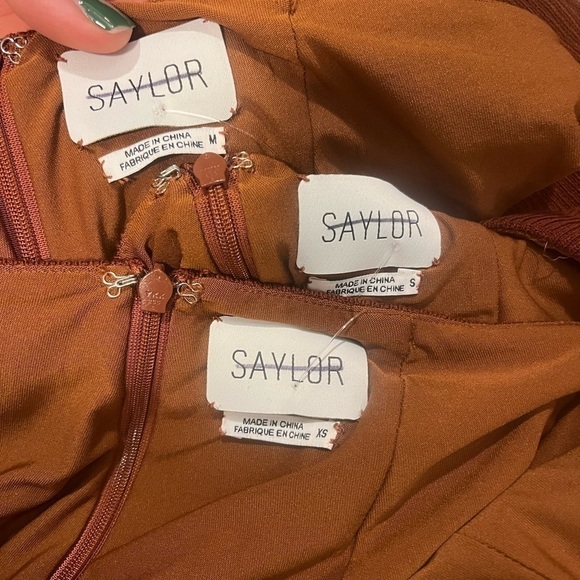 SAYLOR
MADE IN CHINA
FABRIQUE EN CHINE M
SAYLOR
MADE IN CHINA
FABRIQUE EN CHINE S
SAYLOR
MADE IN CHINA
FABRIQUE EN CHINE XS